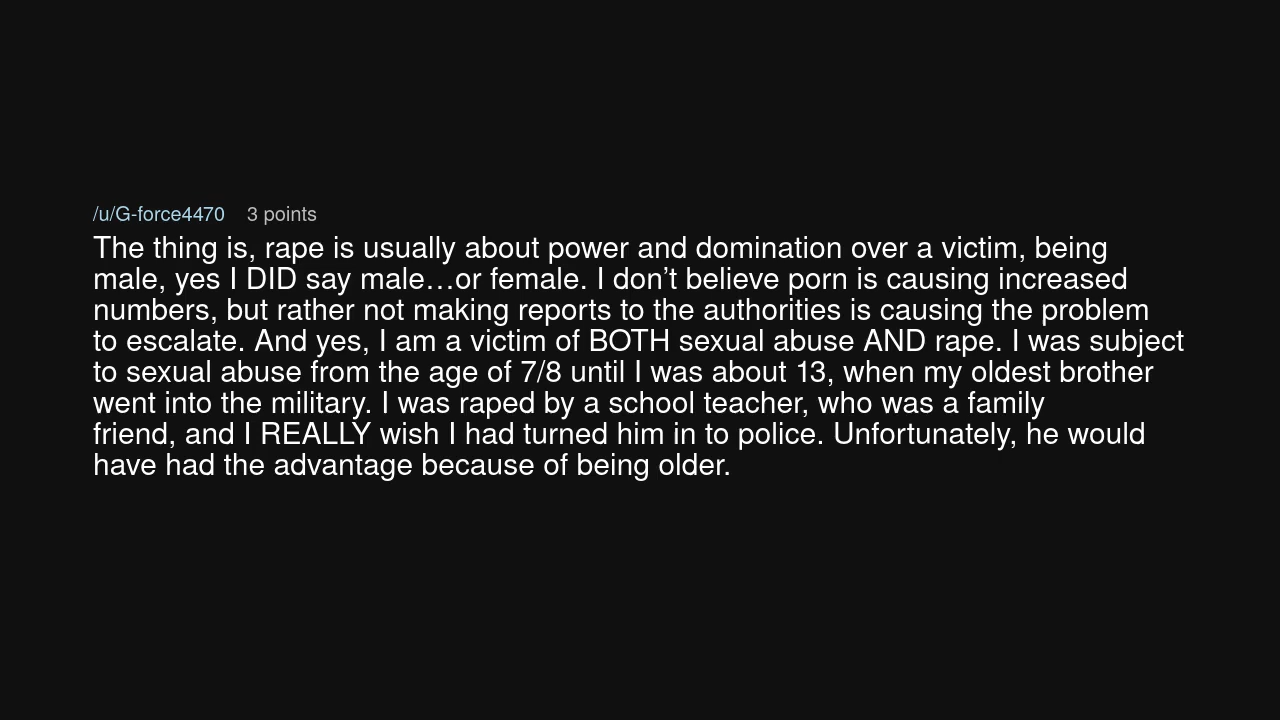 /u/G-force4470 3 points
The thing is, rape is usually about power and domination over a victim, being
male, yes I DID say male…or female. I don’t believe porn is causing increased
numbers, but rather not making reports to the authorities is causing the problem
to escalate. And yes, I am a victim of BOTH sexual abuse AND rape. I was subject
to sexual abuse from the age of 7/8 until I was about 13, when my oldest brother
went into the military. I was raped by a school teacher, who was a family
friend, and I REALLY wish I had turned him in to police. Unfortunately, he would
have had the advantage because of being older.